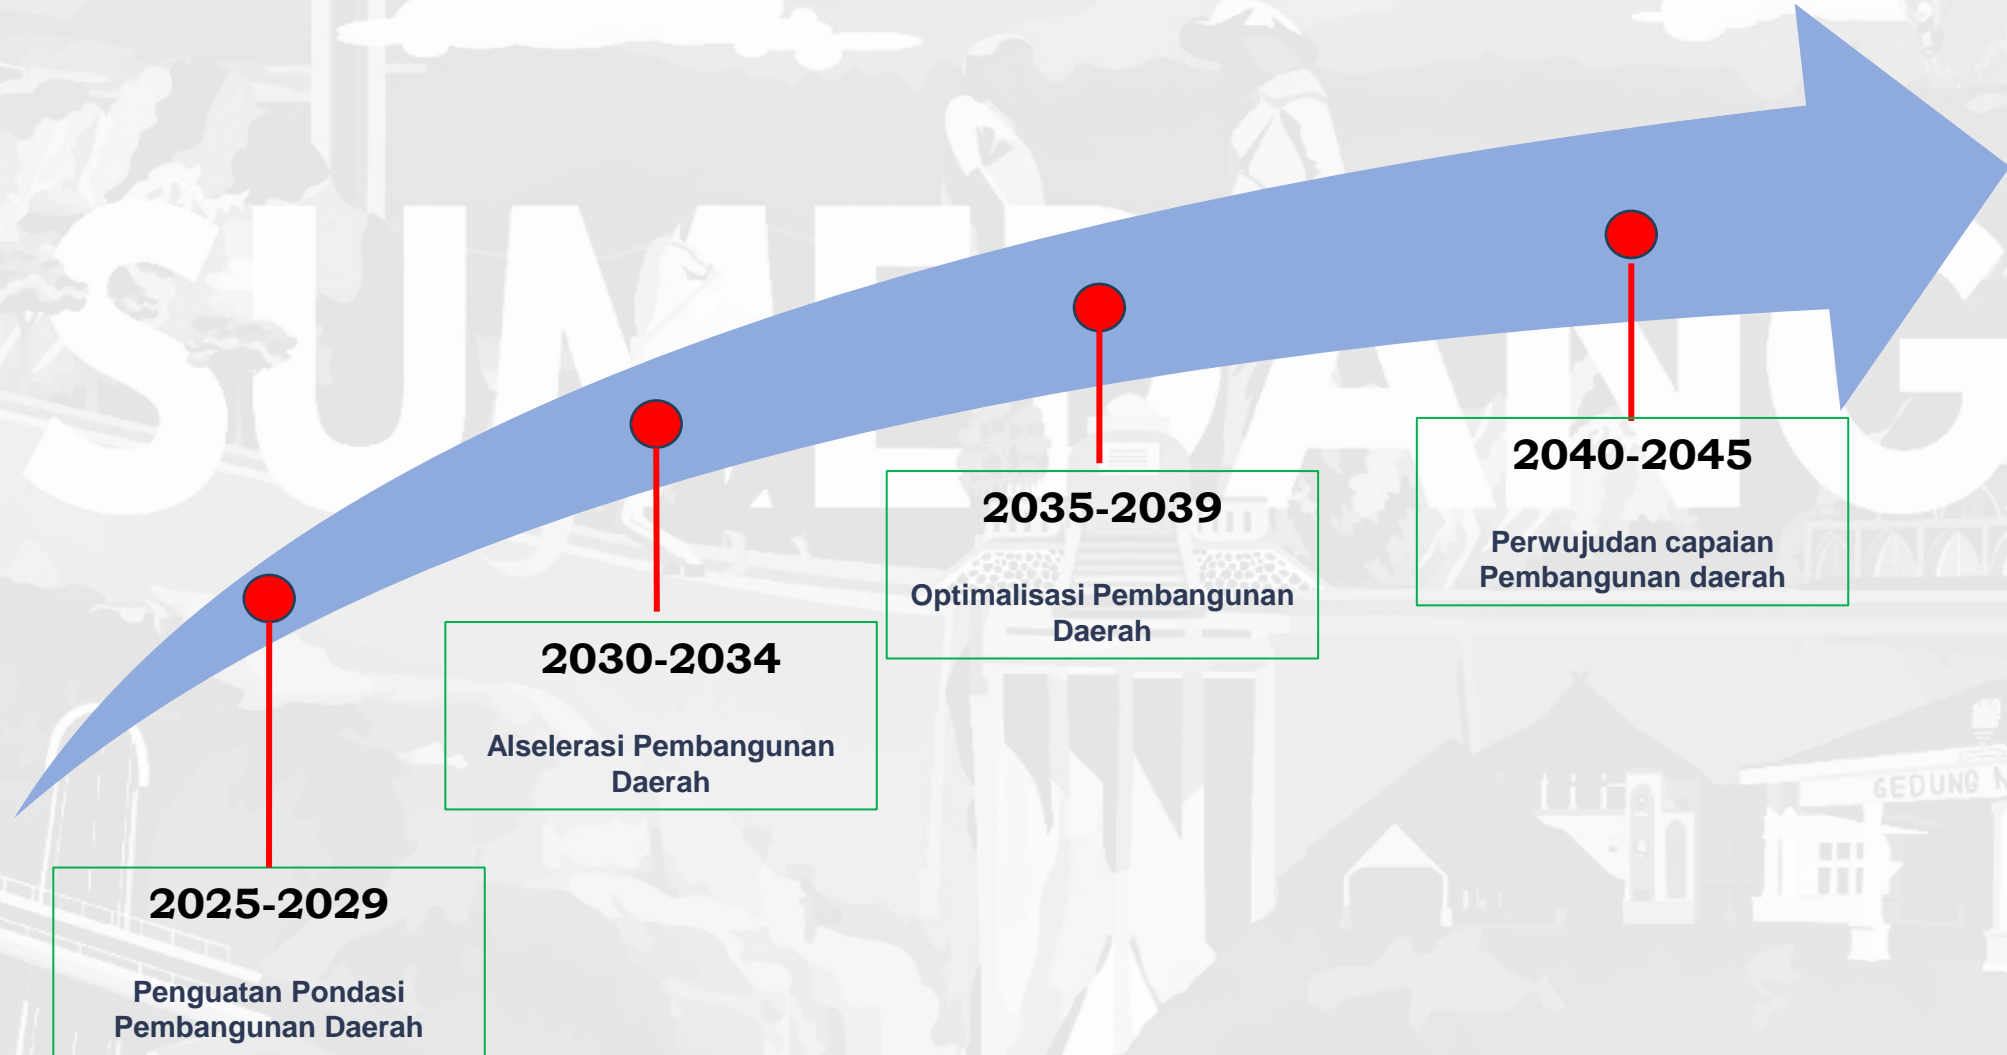 SUMEDANG
2040-2045
Perwujudan capaian
Pembangunan daerah
2035-2039
Optimalisasi Pembangunan
Daerah
2030-2034
Alselerasi Pembangunan
Daerah
GEDUNG N
2025-2029
Penguatan Pondasi
Pembangunan Daerah